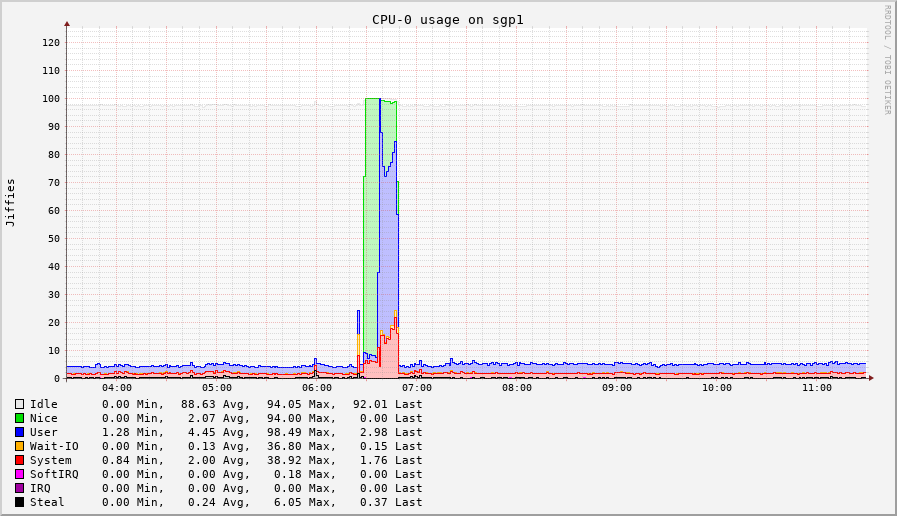 CPU-0 usage on sgp1
RRDTOOL / TOBI OETIKER
Jiffies
120
110
100
90
80
70
60
50
40
30
20
10
0
04:00 05:00 06:00 07:00 08:00 09:00 10:00 11:00
Idle 0.00 Min, 88.63 Avg, 94.05 Max, 92.01 Last
Nice 0.00 Min, 2.07 Avg, 94.00 Max, 0.00 Last
User 1.28 Min, 4.45 Avg, 98.49 Max, 2.98 Last
Wait-IO 0.00 Min, 0.13 Avg, 36.80 Max, 0.15 Last
System 0.84 Min, 2.00 Avg, 38.92 Max, 1.76 Last
SoftIRQ 0.00 Min, 0.00 Avg, 0.18 Max, 0.00 Last
IRQ 0.00 Min, 0.00 Avg, 0.00 Max, 0.00 Last
Steal 0.00 Min, 0.24 Avg, 6.05 Max, 0.37 Last